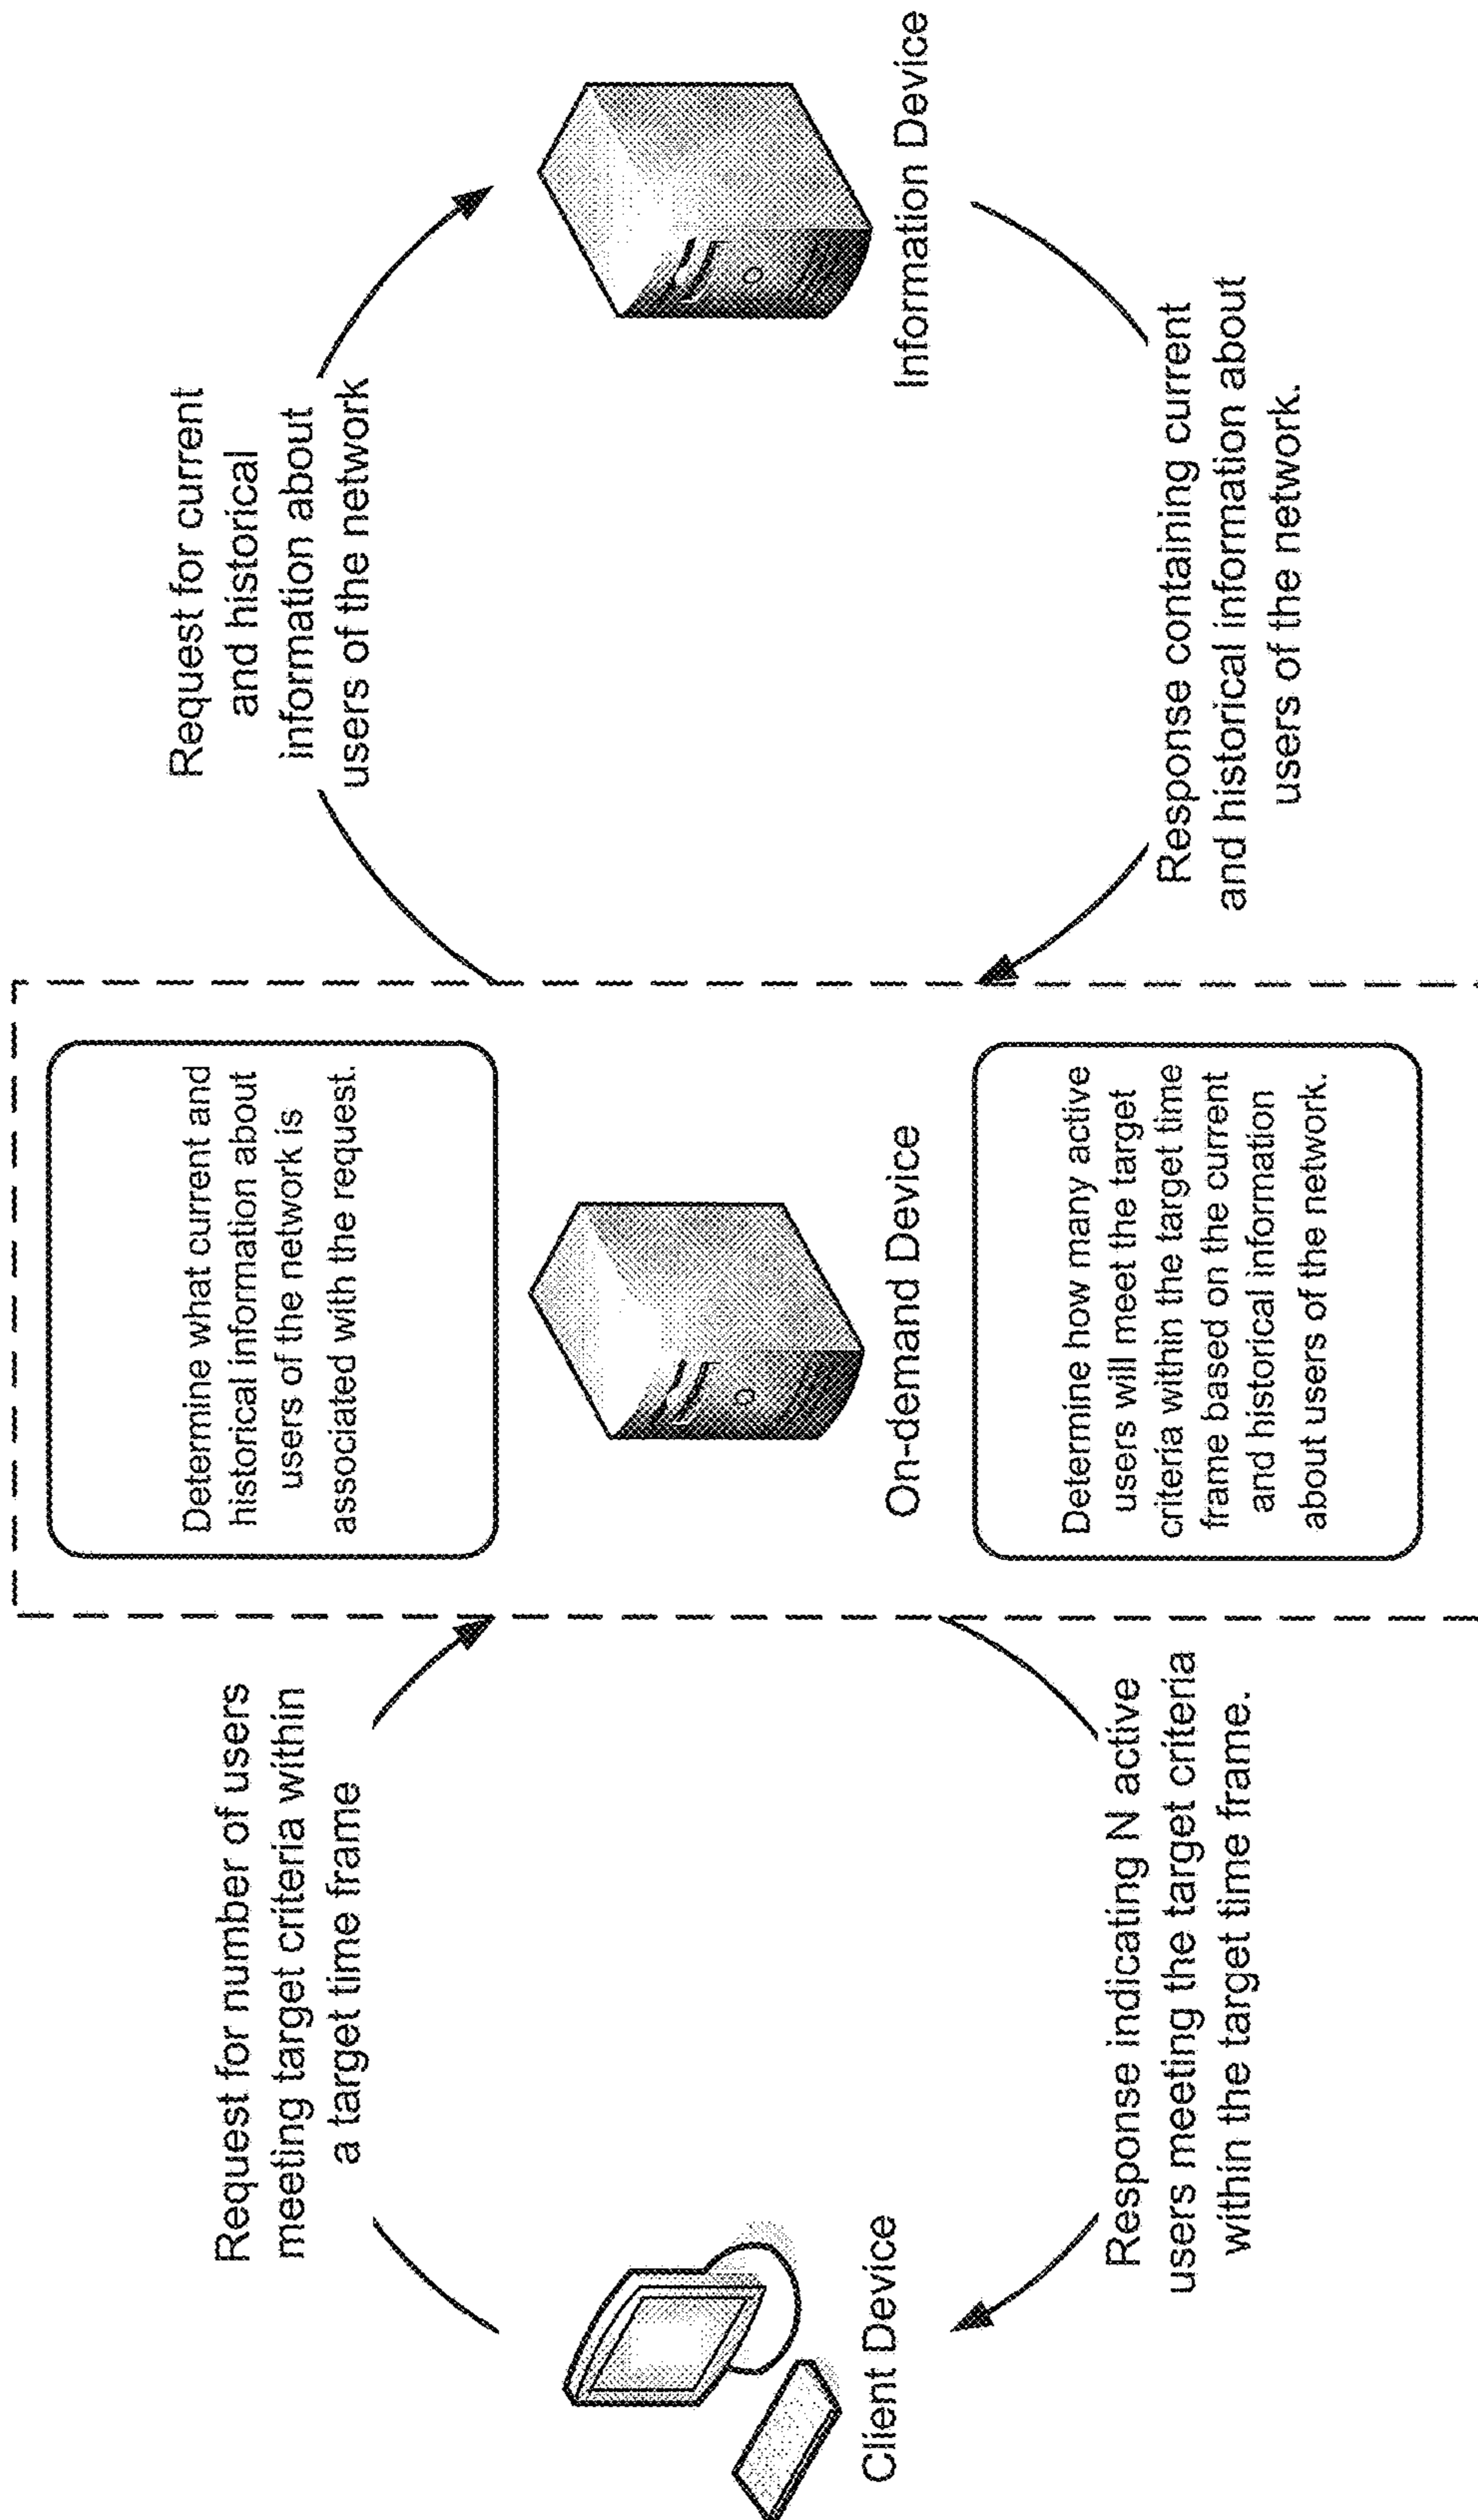 Request for number of users
meeting target criteria within
a target time frame
Client Device
Response indicating N active
users meeting the target criteria
within the target time frame.
Determine what current and
historical information about
users of the network is
associated with the request.
On-demand Device
Determine how many active
users will meet the target
criteria within the target time
frame based on the current
and historical information
about users of the network.
Request for current
and historical
information about
users of the network
Information Device
Response containing current
and historical information about
users of the network.